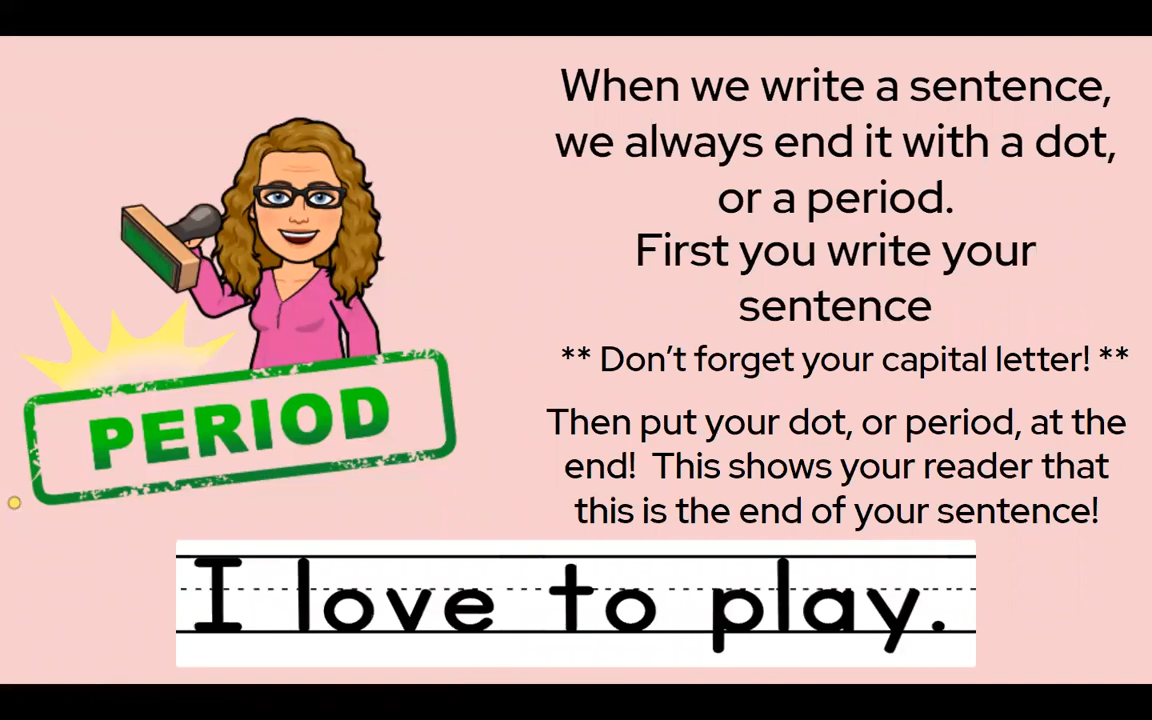 When we write a sentence,
we always end it with a dot,
or a period.
First you write your
sentence
** Don't forget your capital letter! **
Then put your dot, or period, at the
end! This shows your reader that
this is the end of your sentence!
PERIOD
I love to play.